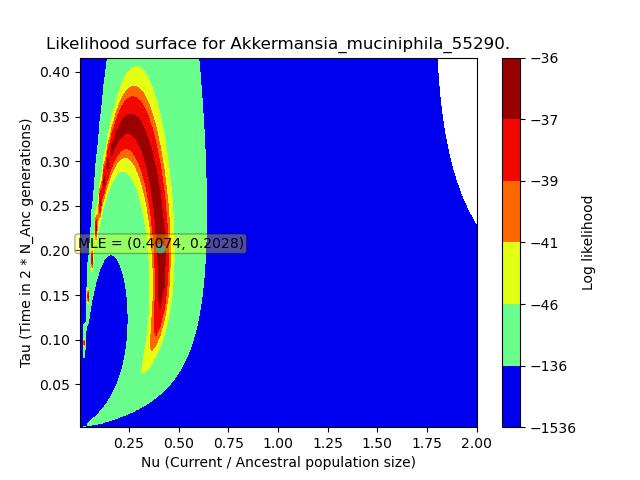 Likelihood surface for Akkermansia_muciniphila_55290.
0.40
0.35
0.30
0.25
0.20
0.15
0.10
0.05
Tau (Time in 2 * N_Anc generations)
MLE = (0.4074, 0.2028)
0.25 0.50 0.75 1.00 1.25 1.50 1.75 2.00
Nu (Current / Ancestral population size)
−36
−37
−39
−41
−46
−136
−1536
Log likelihood